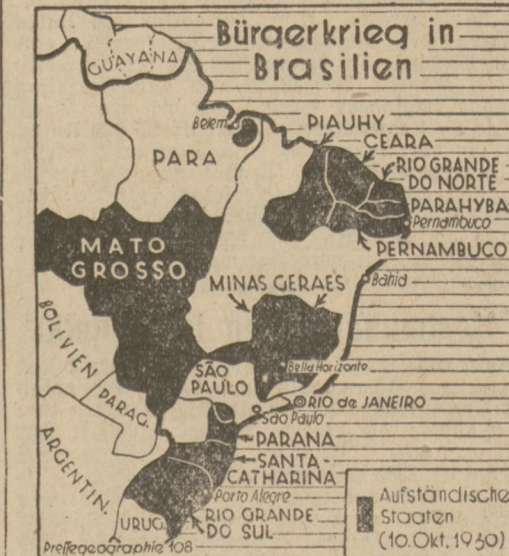 Bürgerkrieg in
Brasilien
GUAYANA
Belem
PIAUHY
CEARA
PARA
RIO GRANDE
DO NORTE
PARAHYBA
Pernambuco
PERNAMBUCO
MATO
GROSSO
MINAS GERAES
Bahia
BOLIVIEN
Bella Horizonte
SÃO
PAULO
PARAG.
RIO de JANEIRO
São Paulo
PARANA
SANTA-
CATHARINA
ARGENTIN.
Porto Alegre
URUG.
RIO GRANDE
DO SUL
Aufständische
Staaten
(10.Okt.1930)
Pressegeographie 108